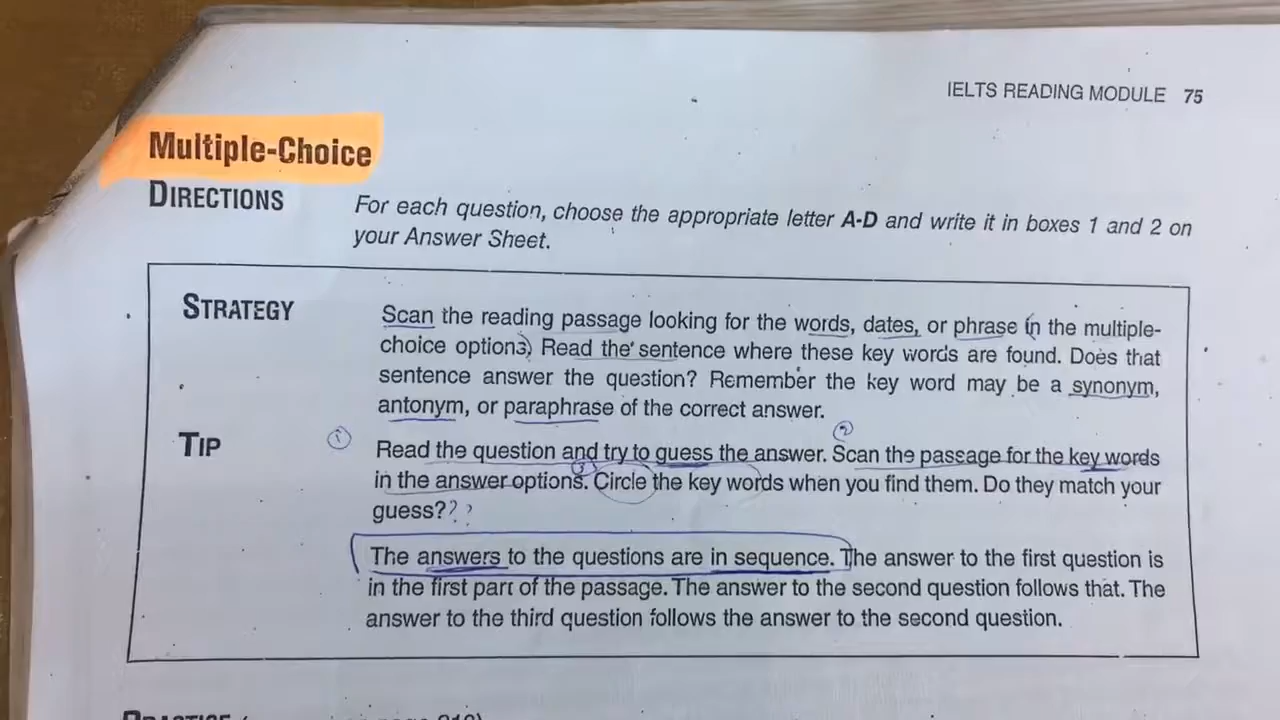 IELTS READING MODULE 75
Multiple-Choice
DIRECTIONS
For each question, choose the appropriate letter A-D and write it in boxes 1 and 2 on
your Answer Sheet.
STRATEGY
Scan the reading passage looking for the words, dates, or phrase in the multiple-
choice options. Read the sentence where these key words are found. Does that
sentence answer the question? Remember the key word may be a synonym,
antonym, or paraphrase of the correct answer.
TIP
1 2
Read the question and try to guess the answer. Scan the passage for the key words
3
in the answer options. Circle the key words when you find them. Do they match your
guess???
The answers to the questions are in sequence. The answer to the first question is
in the first part of the passage. The answer to the second question follows that. The
answer to the third question follows the answer to the second question.